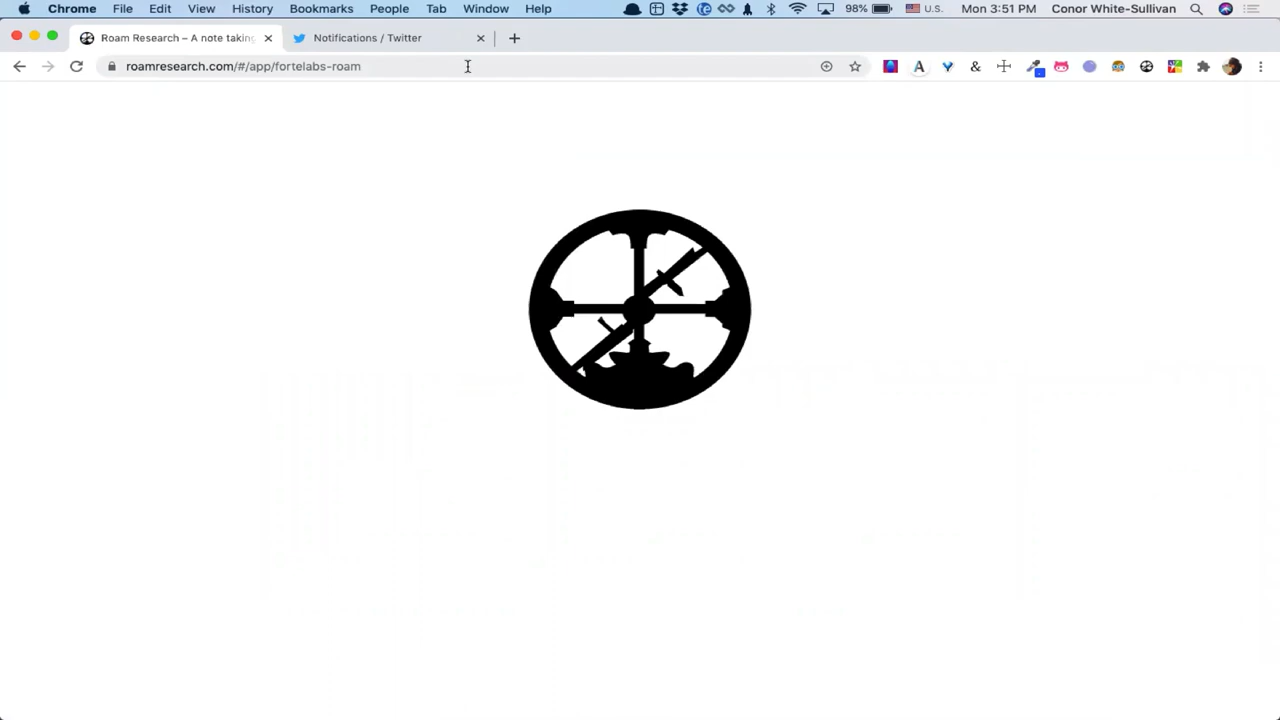 Chrome File Edit View History Bookmarks People Tab Window Help 98% U.S. Mon 3:51 PM Conor White-Sullivan
Roam Research – A note taking Notifications / Twitter
roamresearch.com/#/app/fortelabs-roam